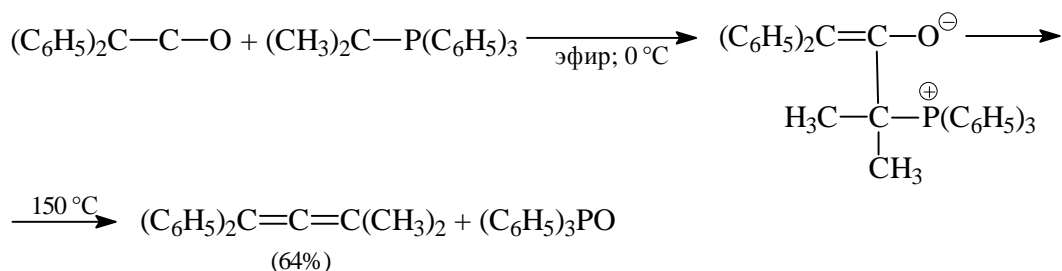 (C6H5)2C—C—O + (CH3)2C—P(C6H5)3 эфир; 0 °C (C6H5)2C=C—O⊖
H3C—C—P⊕(C6H5)3
CH3
150 °C (C6H5)2C=C=C(CH3)2 + (C6H5)3PO
(64%)